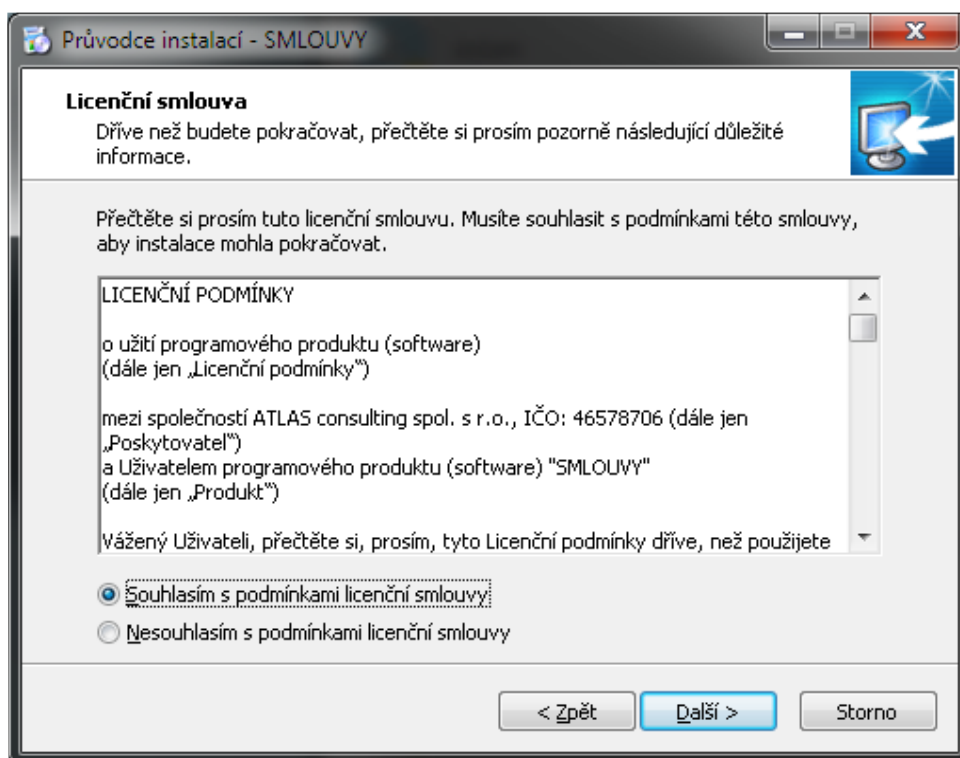 Průvodce instalací - SMLOUVY
Licenční smlouva
Dříve než budete pokračovat, přečtěte si prosím pozorně následující důležité
informace.
Přečtěte si prosím tuto licenční smlouvu. Musíte souhlasit s podmínkami této smlouvy,
aby instalace mohla pokračovat.
LICENČNÍ PODMÍNKY
o užití programového produktu (software)
(dále jen „Licenční podmínky“)
mezi společností ATLAS consulting spol. s r.o., IČO: 46578706 (dále jen
„Poskytovatel“)
a Uživatelem programového produktu (software) "SMLOUVY"
(dále jen „Produkt“)
Vážený Uživateli, přečtěte si, prosím, tyto Licenční podmínky dříve, než použijete
Souhlasím s podmínkami licenční smlouvy
Nesouhlasím s podmínkami licenční smlouvy
< Zpět
Další >
Storno